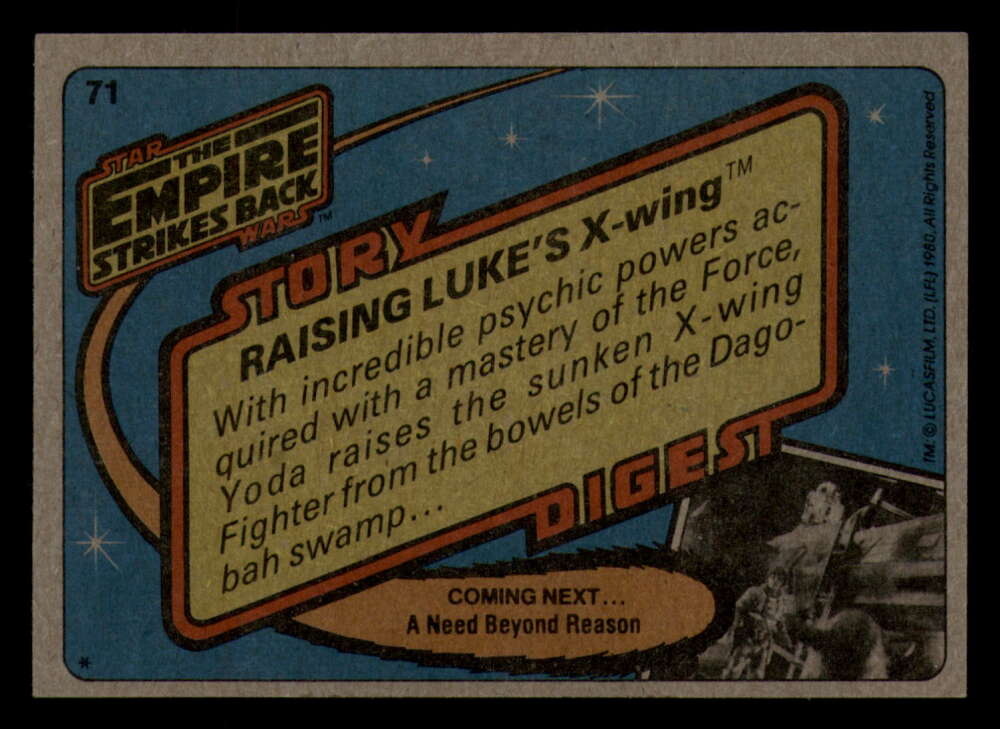 71
STAR
THE
EMPIRE
STRIKES BACK
WARS™
STORY
RAISING LUKE'S X-wing™
With incredible psychic powers ac-
quired with a mastery of the Force,
Yoda raises the sunken X-wing
Fighter from the bowels of the Dago-
bah swamp...
DIGEST
COMING NEXT...
A Need Beyond Reason
*
TM. © LUCASFILM, LTD. (LFL) 1980. All Rights Reserved